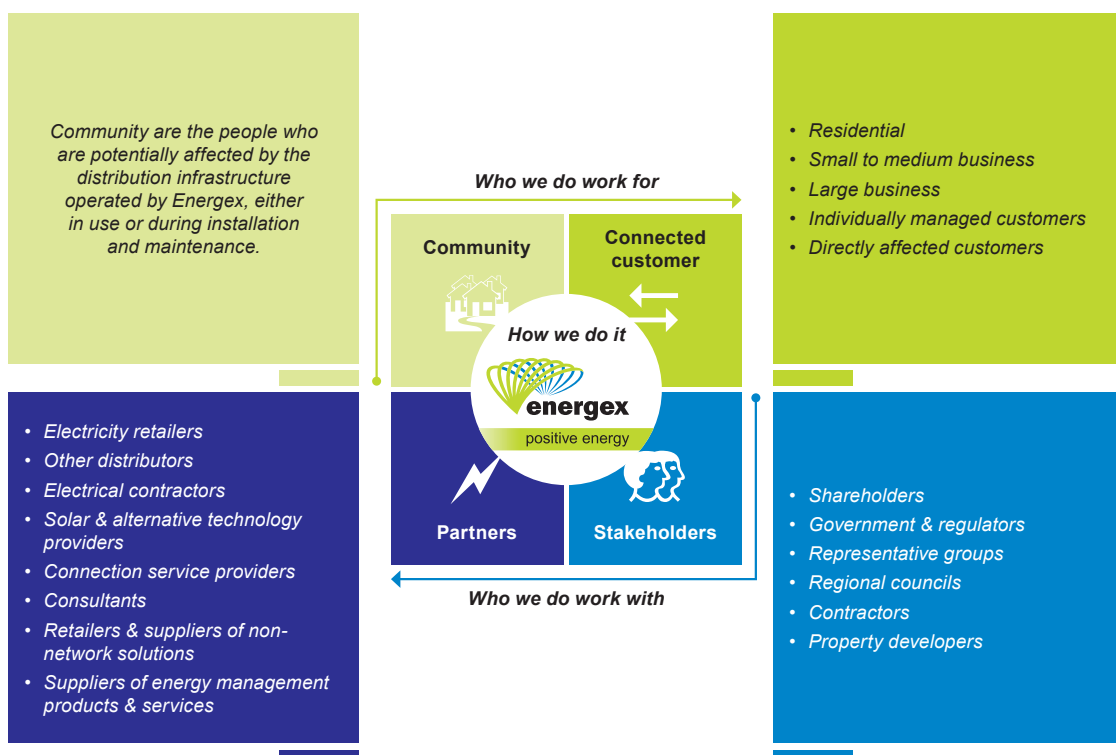 Community are the people who
are potentially affected by the
distribution infrastructure
operated by Energex, either
in use or during installation
and maintenance.
Who we do work for
Community
Connected
customer
• Residential
• Small to medium business
• Large business
• Individually managed customers
• Directly affected customers
How we do it
energex
positive energy
• Electricity retailers
• Other distributors
• Electrical contractors
• Solar & alternative technology
providers
• Connection service providers
• Consultants
• Retailers & suppliers of non-
network solutions
• Suppliers of energy management
products & services
Partners
Stakeholders
Who we do work with
• Shareholders
• Government & regulators
• Representative groups
• Regional councils
• Contractors
• Property developers